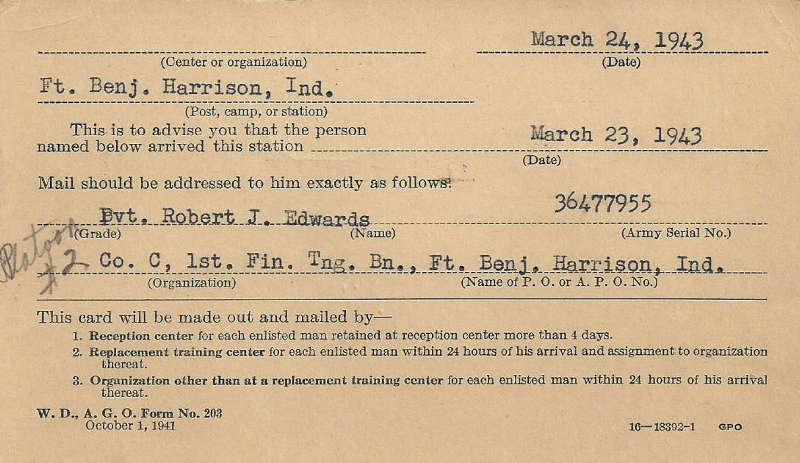 March 24, 1943
(Center or organization) (Date)
Ft. Benj. Harrison, Ind.
(Post, camp, or station)
This is to advise you that the person
named below arrived this station March 23, 1943
(Date)
Mail should be addressed to him exactly as follows:
Pvt. Robert J. Edwards 36477955
(Grade) (Name) (Army Serial No.)
Platoon
#2
Co. C, 1st. Fin. Tng. Bn., Ft. Benj. Harrison, Ind.
(Organization) (Name of P. O. or A. P. O. No.)
This card will be made out and mailed by—
1. Reception center for each enlisted man retained at reception center more than 4 days.
2. Replacement training center for each enlisted man within 24 hours of his arrival and assignment to organization
thereat.
3. Organization other than at a replacement training center for each enlisted man within 24 hours of his arrival
thereat.
W. D., A. G. O. Form No. 203
October 1, 1941 16—18392-1 GPO